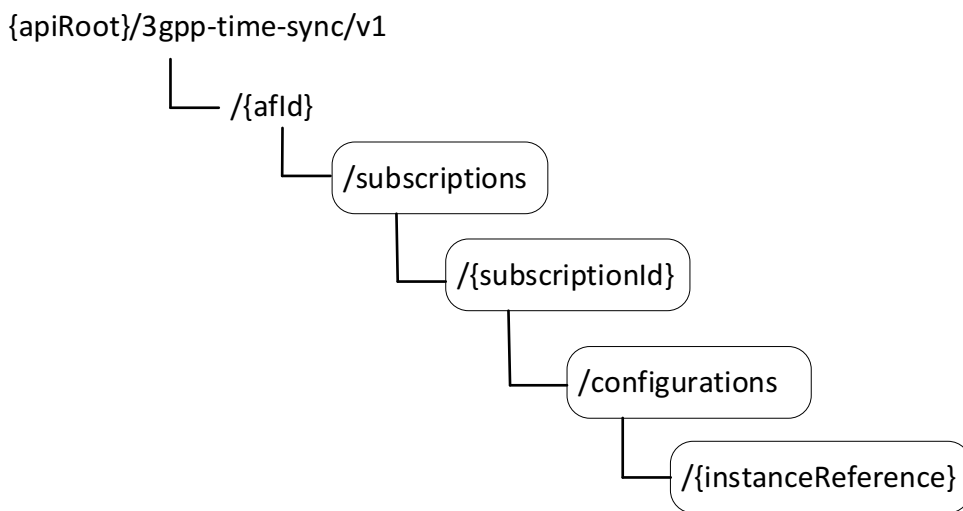 {apiRoot}/3gpp-time-sync/v1
/{afId}
/subscriptions
/{subscriptionId}
/configurations
/{instanceReference}